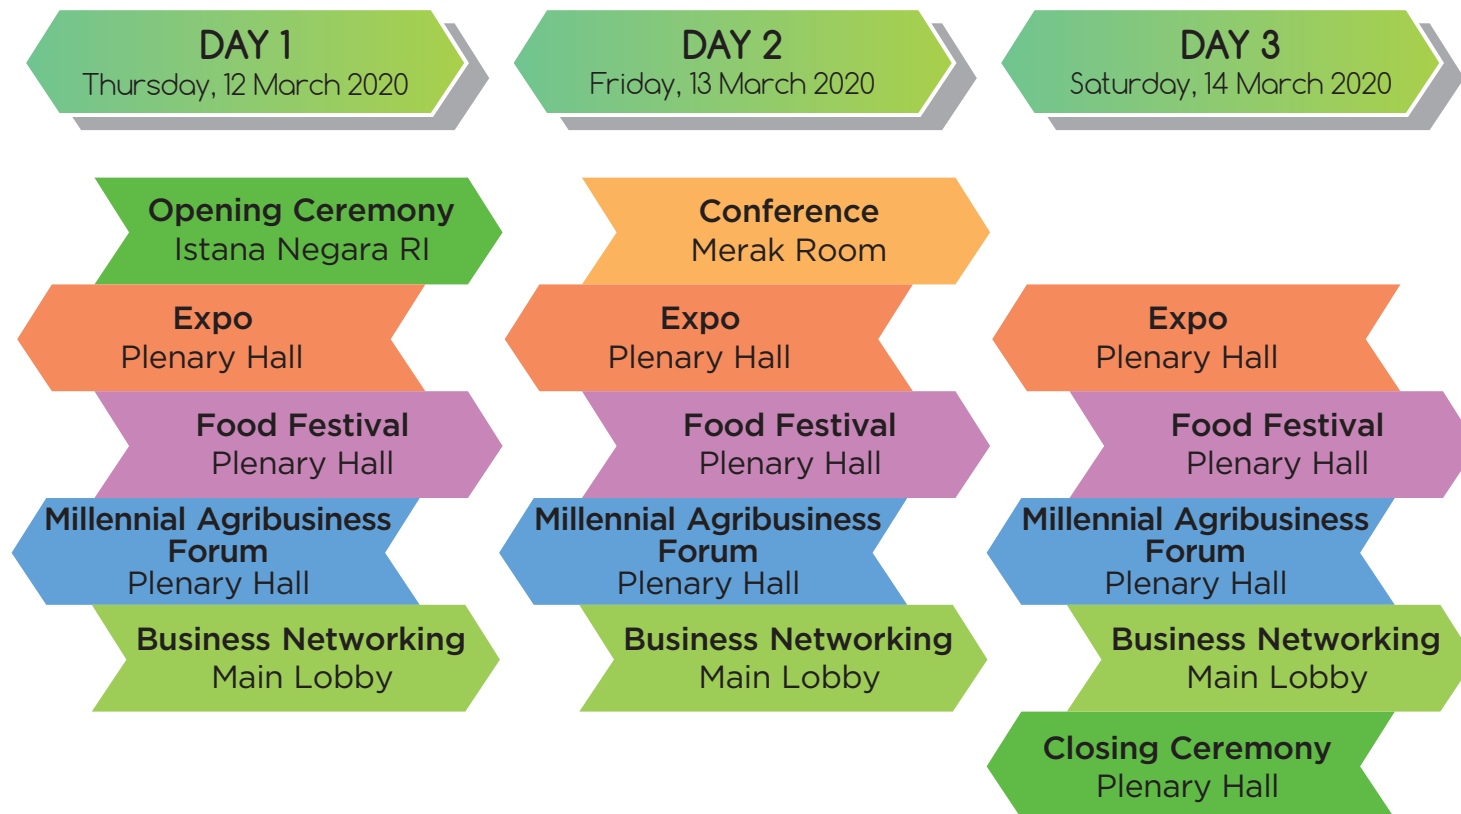 DAY 1
Thursday, 12 March 2020
Opening Ceremony
Istana Negara RI
Expo
Plenary Hall
Food Festival
Plenary Hall
Millennial Agribusiness
Forum
Plenary Hall
Business Networking
Main Lobby
DAY 2
Friday, 13 March 2020
Conference
Merak Room
Expo
Plenary Hall
Food Festival
Plenary Hall
Millennial Agribusiness
Forum
Plenary Hall
Business Networking
Main Lobby
DAY 3
Saturday, 14 March 2020
Expo
Plenary Hall
Food Festival
Plenary Hall
Millennial Agribusiness
Forum
Plenary Hall
Business Networking
Main Lobby
Closing Ceremony
Plenary Hall